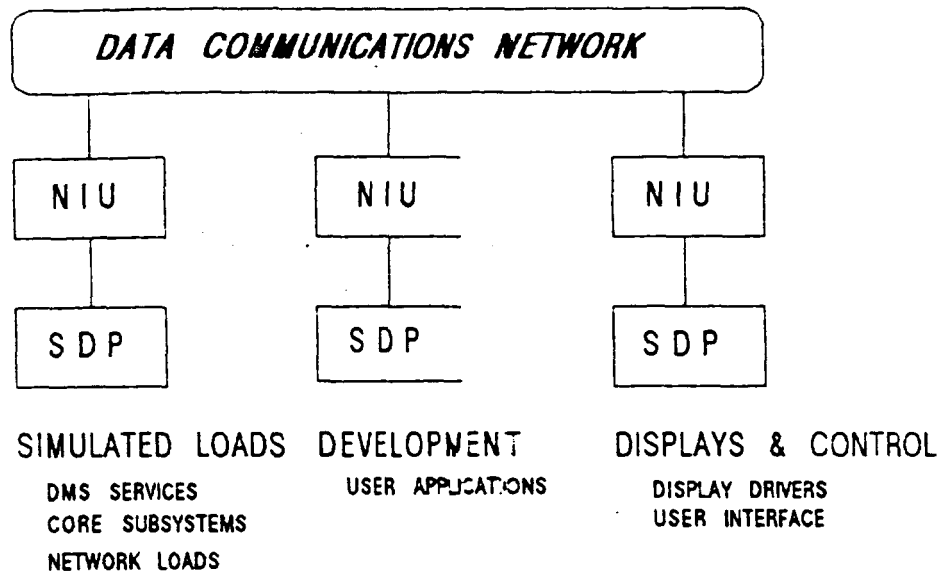 DATA COMMUNICATIONS NETWORK
NIU NIU NIU
SDP SDP SDP
SIMULATED LOADS DEVELOPMENT DISPLAYS & CONTROL
DMS SERVICES USER APPLICATIONS DISPLAY DRIVERS
CORE SUBSYSTEMS USER INTERFACE
NETWORK LOADS